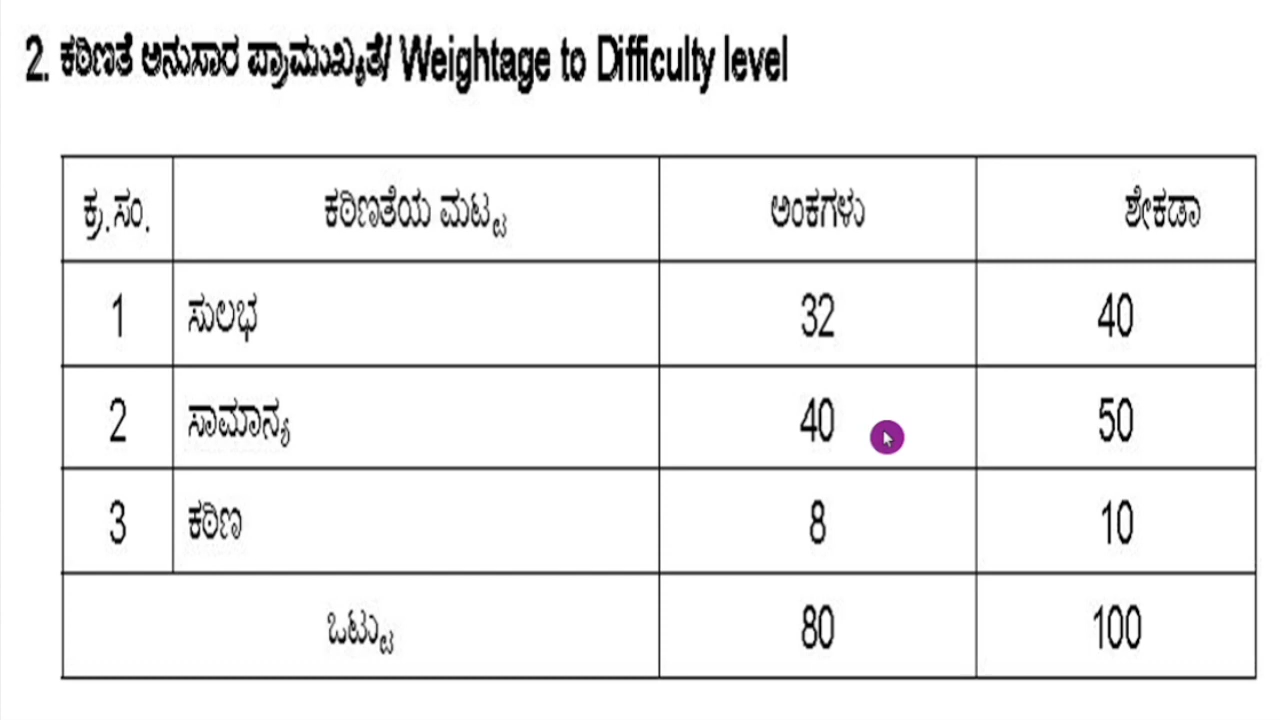 2. ಕಠಿಣತೆ ಅನುಸಾರ ಪ್ರಾಮುಖ್ಯತೆ/ Weightage to Difficulty level
ಕ್ರ.ಸಂ. ಕಠಿಣತೆಯ ಮಟ್ಟ ಅಂಕಗಳು ಶೇಕಡಾ
1 ಸುಲಭ 32 40
2 ಸಾಮಾನ್ಯ 40 50
3 ಕಠಿಣ 8 10
ಒಟ್ಟು 80 100